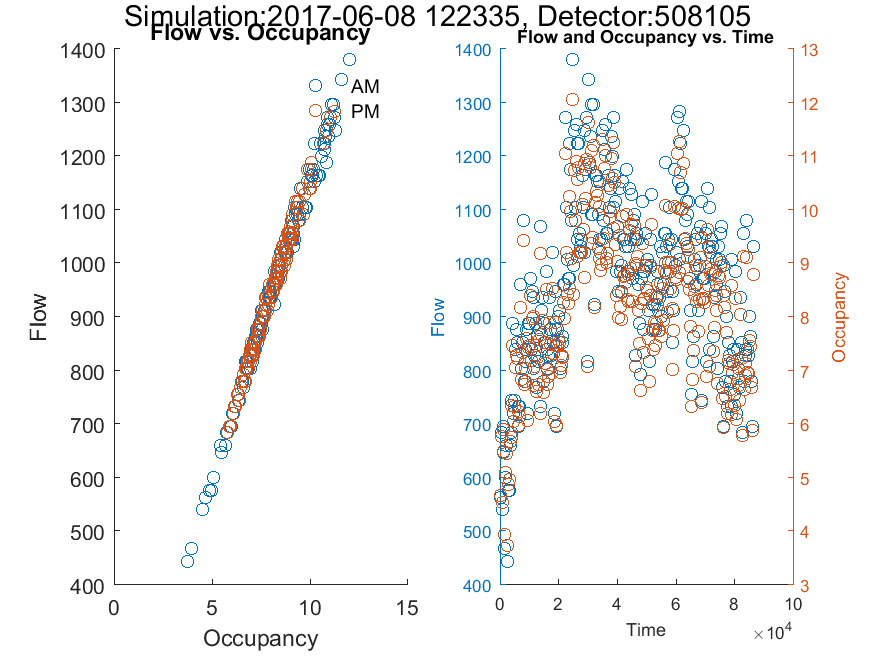 Simulation:2017-06-08 122335, Detector:508105
Flow vs. Occupancy
Flow and Occupancy vs. Time
1400
1300
1200
1100
1000
900
800
700
600
500
400
Flow
AM
PM
0 5 10 15
Occupancy
1400
1300
1200
1100
1000
900
800
700
600
500
400
Flow
13
12
11
10
9
8
7
6
5
4
3
Occupancy
0 2 4 6 8 10
Time
×10⁴